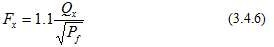 F_x = 1.1 Q_x / √P_f (3.4.6)